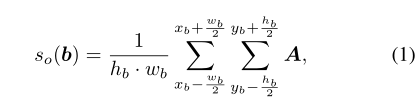 $$s_o(\boldsymbol{b}) = \frac{1}{h_b \cdot w_b} \sum_{x_b - \frac{w_b}{2}}^{x_b + \frac{w_b}{2}} \sum_{y_b - \frac{h_b}{2}}^{y_b + \frac{h_b}{2}} \boldsymbol{A}, \quad (1)$$